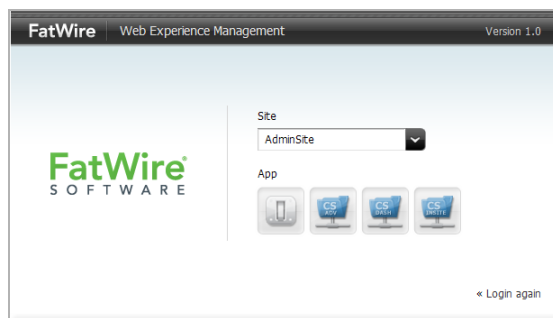 FatWire Web Experience Management Version 1.0
Site
AdminSite
FatWire
SOFTWARE
App
CS ADV
CS DASH
CS INSITE
« Login again